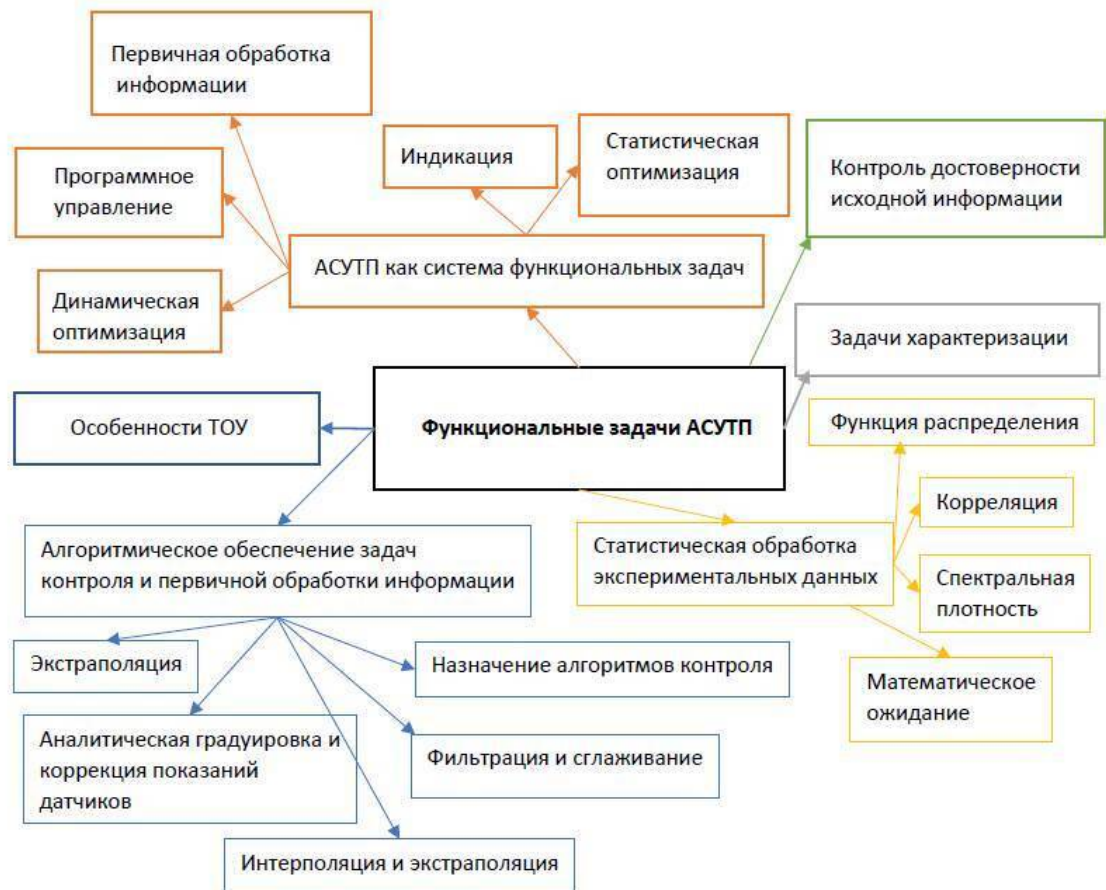 Первичная обработка
информации
Индикация
Статистическая
оптимизация
Контроль достоверности
исходной информации
Программное
управление
АСУТП как система функциональных задач
Динамическая
оптимизация
Задачи характеризации
Особенности ТОУ
Функциональные задачи АСУТП
Функция распределения
Корреляция
Алгоритмическое обеспечение задач
контроля и первичной обработки информации
Статистическая обработка
экспериментальных данных
Спектральная
плотность
Экстраполяция
Назначение алгоритмов контроля
Математическое
ожидание
Аналитическая градуировка и
коррекция показаний
датчиков
Фильтрация и сглаживание
Интерполяция и экстраполяция